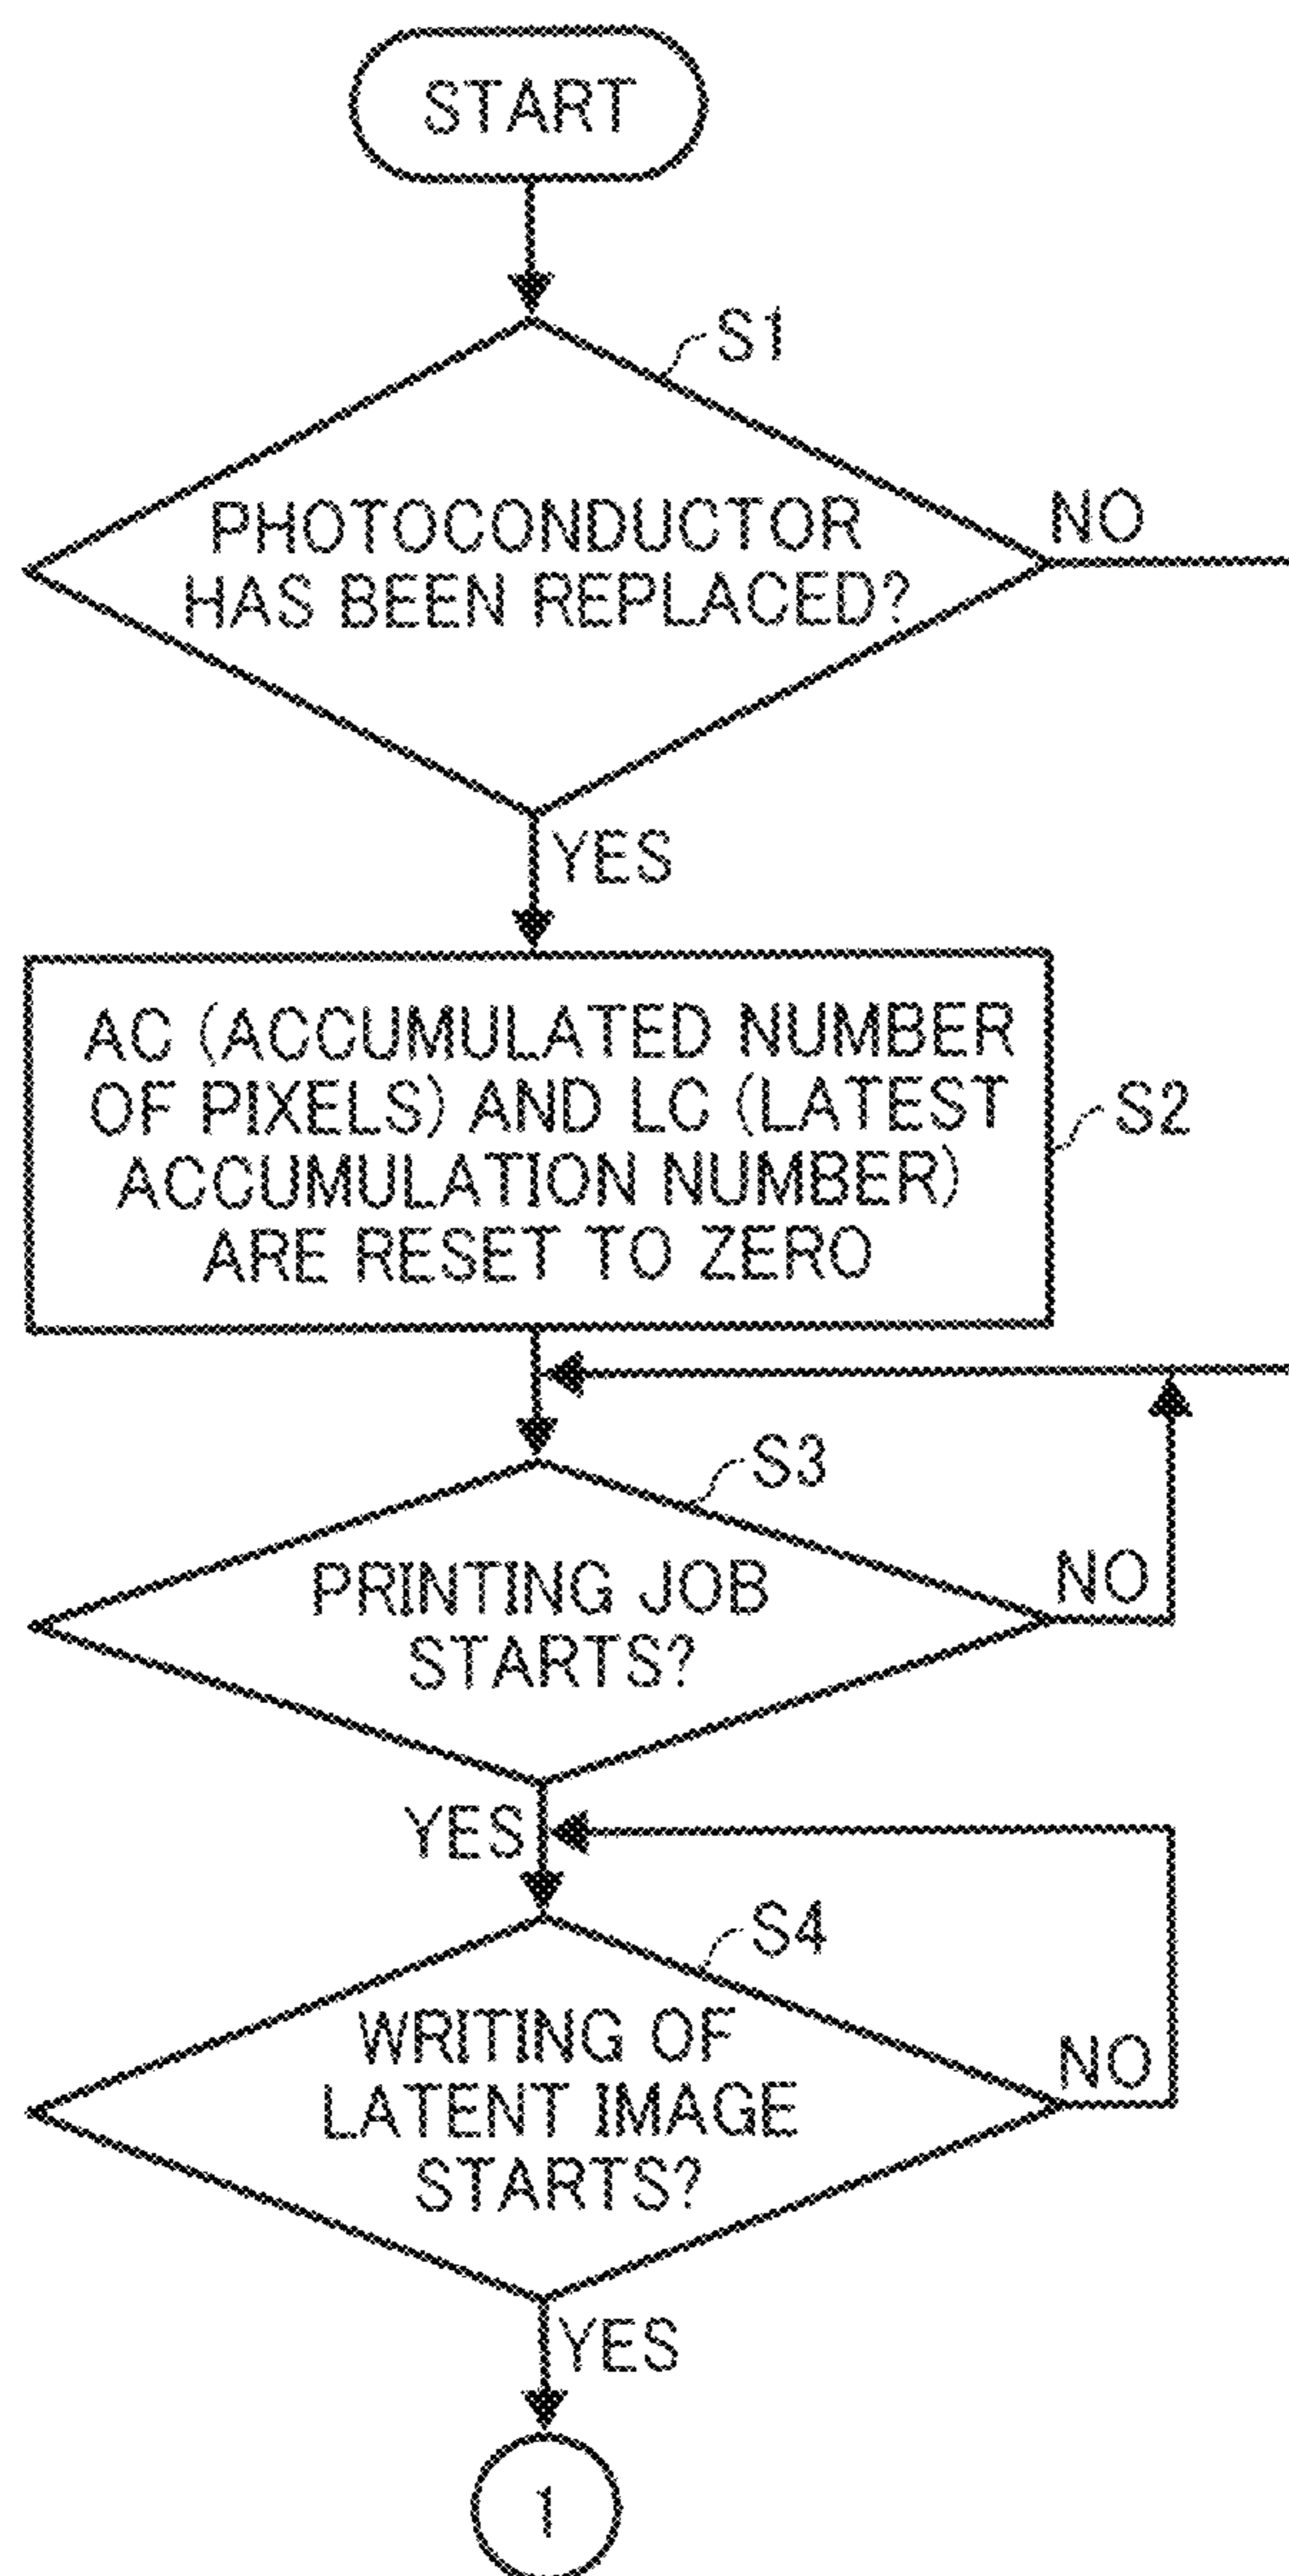 START
S1
PHOTOCONDUCTOR
HAS BEEN REPLACED?
NO
YES
AC (ACCUMULATED NUMBER
OF PIXELS) AND LC (LATEST
ACCUMULATION NUMBER)
ARE RESET TO ZERO
S2
S3
PRINTING JOB
STARTS?
NO
YES
S4
WRITING OF
LATENT IMAGE
STARTS?
NO
YES
1